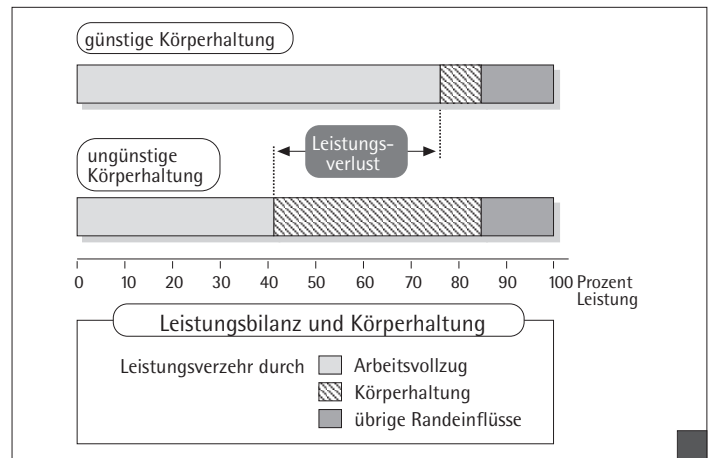 günstige Körperhaltung
Leistungs-
verlust
ungünstige
Körperhaltung
0 10 20 30 40 50 60 70 80 90 100 Prozent
Leistung
Leistungsbilanz und Körperhaltung
Leistungsverzehr durch Arbeitsvollzug
Körperhaltung
übrige Randeinflüsse